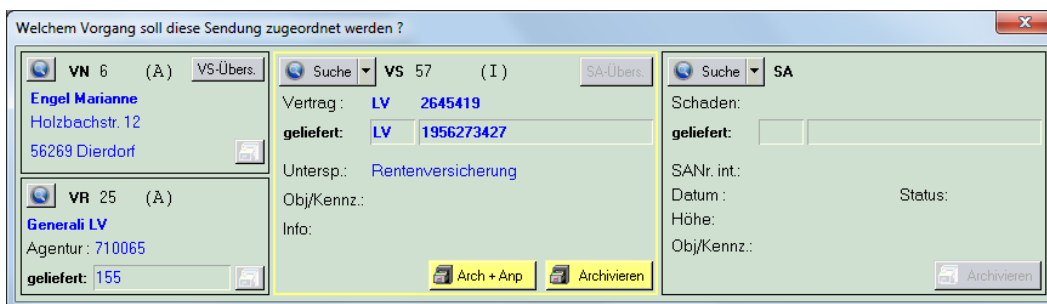 Welchem Vorgang soll diese Sendung zugeordnet werden ?
VN 6 (A) VS-Übers.
Engel Marianne
Holzbachstr. 12
56269 Dierdorf
VR 25 (A)
Generali LV
Agentur : 710065
geliefert: 155
Suche VS 57 (I) SA-Übers.
Vertrag : LV 2645419
geliefert: LV 1956273427
Untersp.: Rentenversicherung
Obj/Kennz.:
Info:
Arch + Anp Archivieren
Suche SA
Schaden:
geliefert:
SANr. int.:
Datum : Status:
Höhe:
Obj/Kennz.:
Archivieren